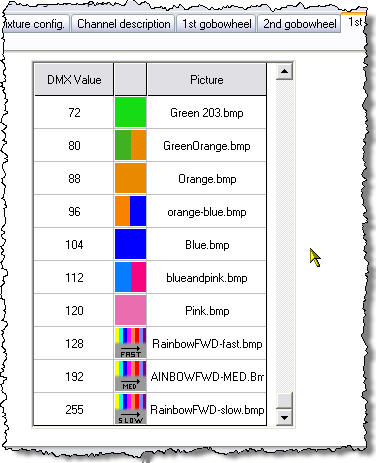 ixture config. Channel description 1st gobowheel 2nd gobowheel 1st
DMX Value Picture
72 Green 203.bmp
80 GreenOrange.bmp
88 Orange.bmp
96 orange-blue.bmp
104 Blue.bmp
112 blueandpink.bmp
120 Pink.bmp
128 FAST RainbowFWD-fast.bmp
192 MED AINBOWFWD-MED.Bm
255 SLOW RainbowFWD-slow.bmp